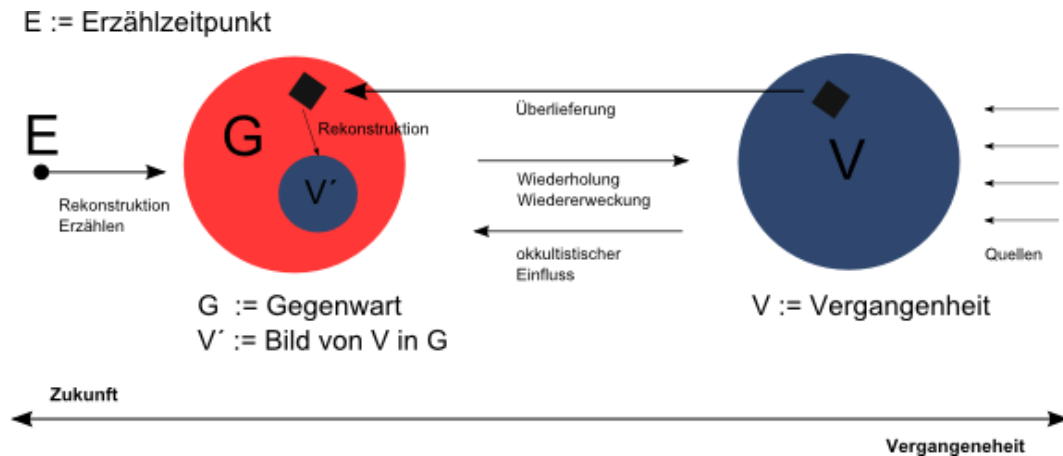 E := Erzählzeitpunkt
E
G
V
V´
Rekonstruktion
Überlieferung
Wiederholung
Wiedererweckung
okkultistischer
Einfluss
Rekonstruktion
Erzählen
Quellen
G := Gegenwart
V´ := Bild von V in G
V := Vergangenheit
Zukunft
Vergangeneheit